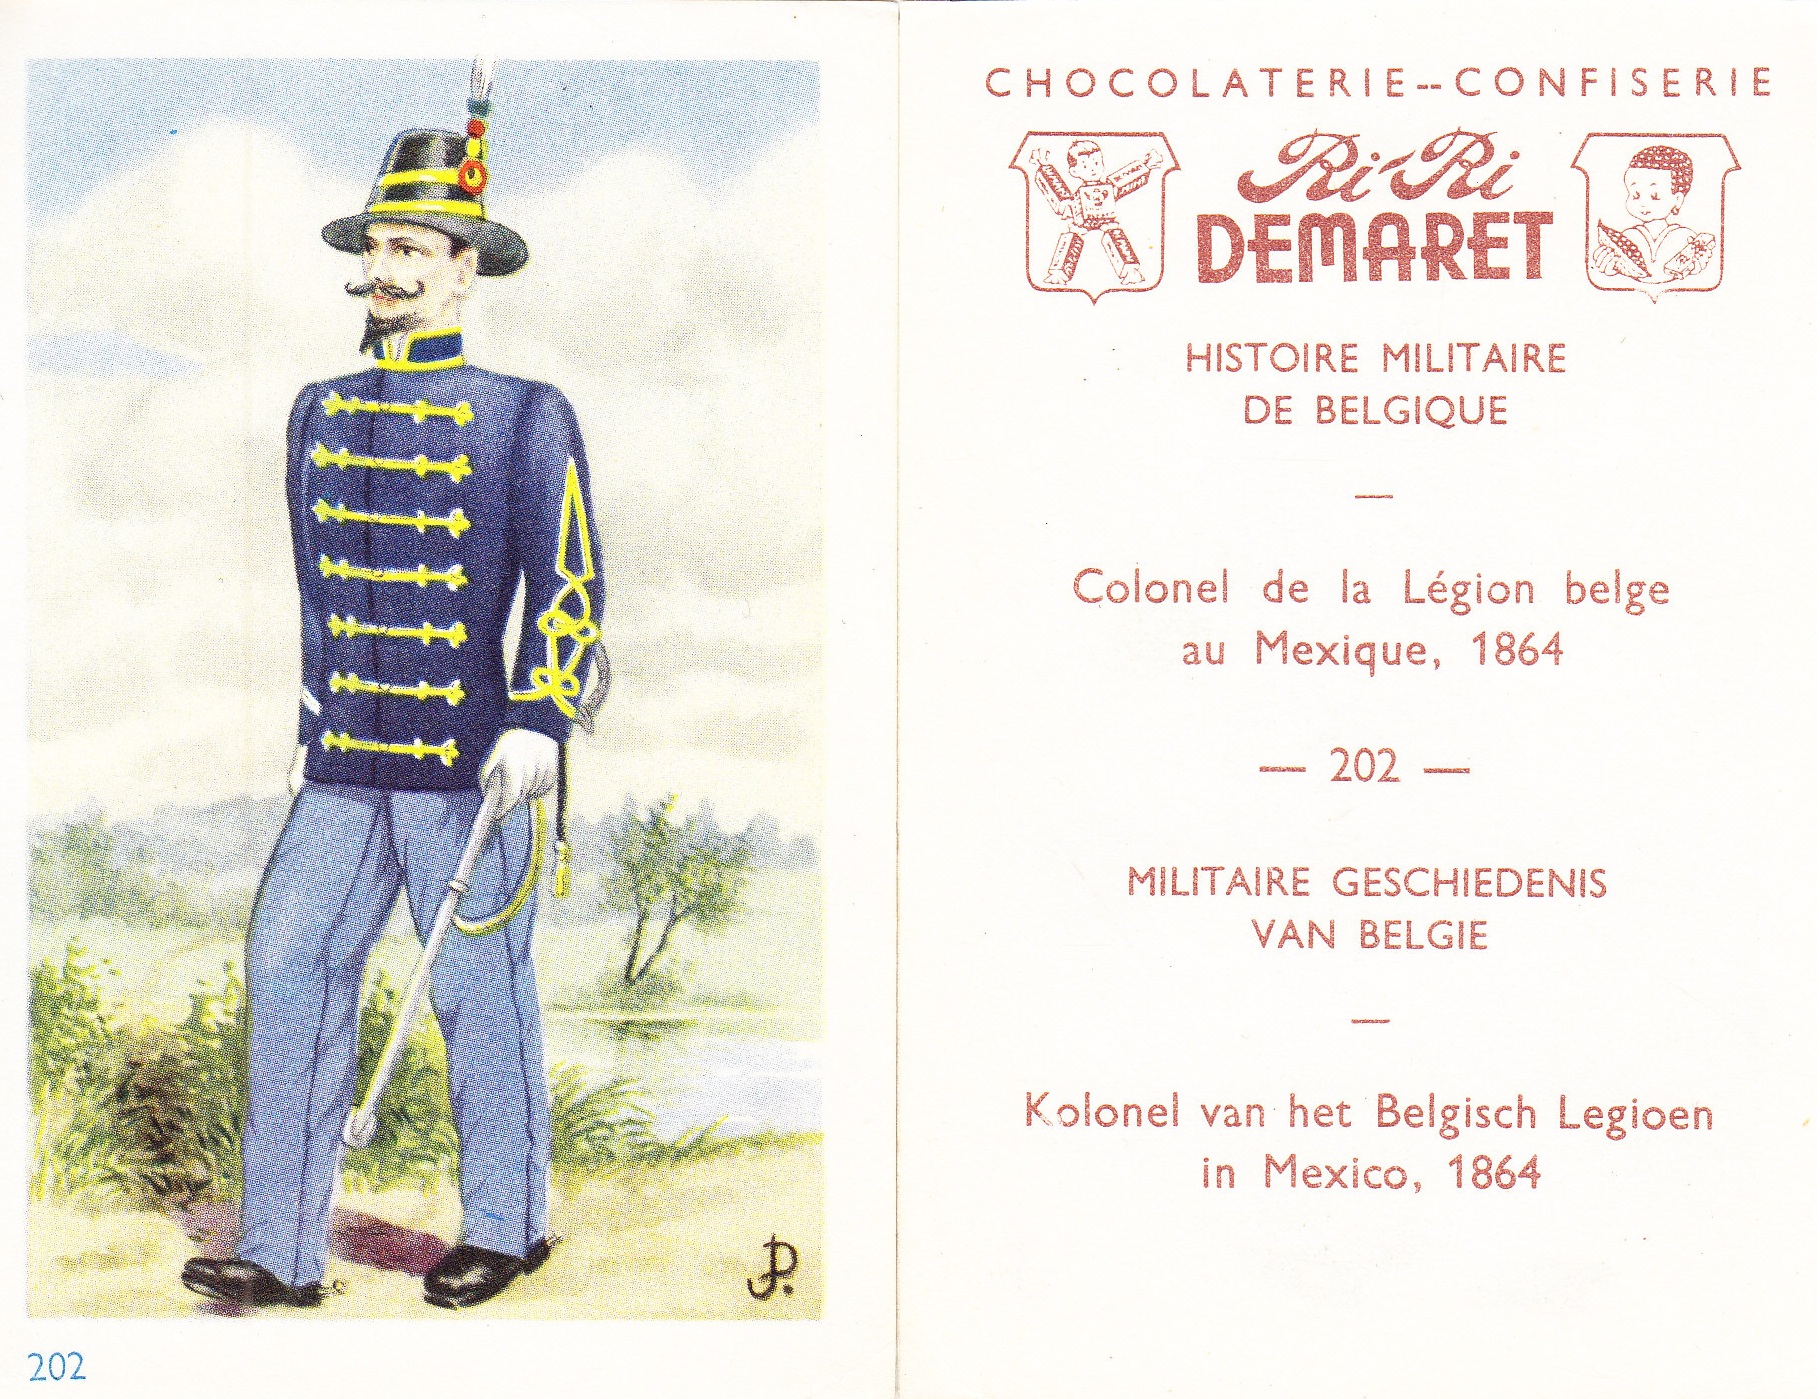 JP.
202
CHOCOLATERIE--CONFISERIE
Ri-Ri
DEMARET
HISTOIRE MILITAIRE
DE BELGIQUE
—
Colonel de la Légion belge
au Mexique, 1864
— 202 —
MILITAIRE GESCHIEDENIS
VAN BELGIE
—
Kolonel van het Belgisch Legioen
in Mexico, 1864